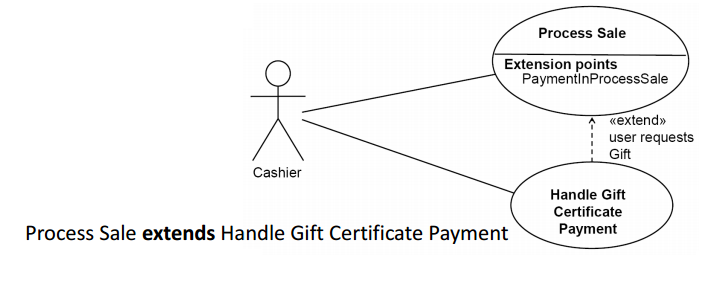 Process Sale
Extension points
PaymentInProcessSale
«extend»
user requests
Gift
Cashier
Handle Gift
Certificate
Payment
Process Sale extends Handle Gift Certificate Payment